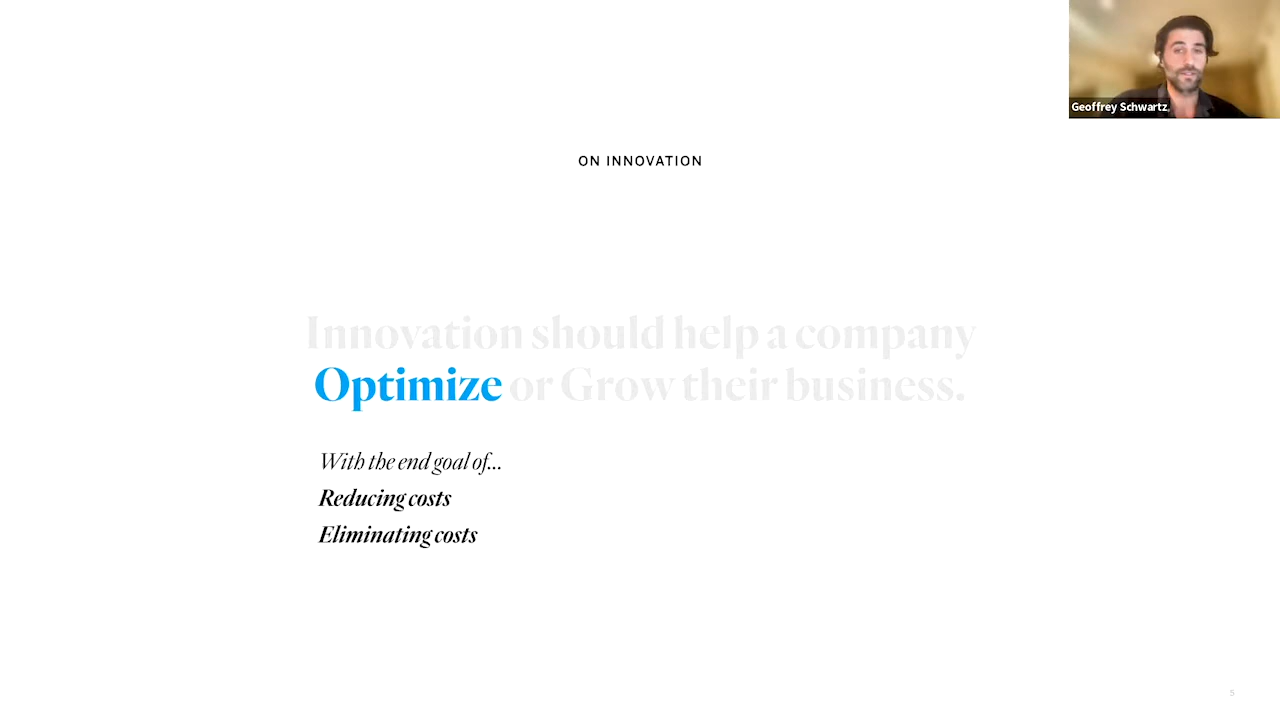 Geoffrey Schwartz
ON INNOVATION
Innovation should help a company
Optimize or Grow their business.
With the end goal of...
Reducing costs
Eliminating costs
5